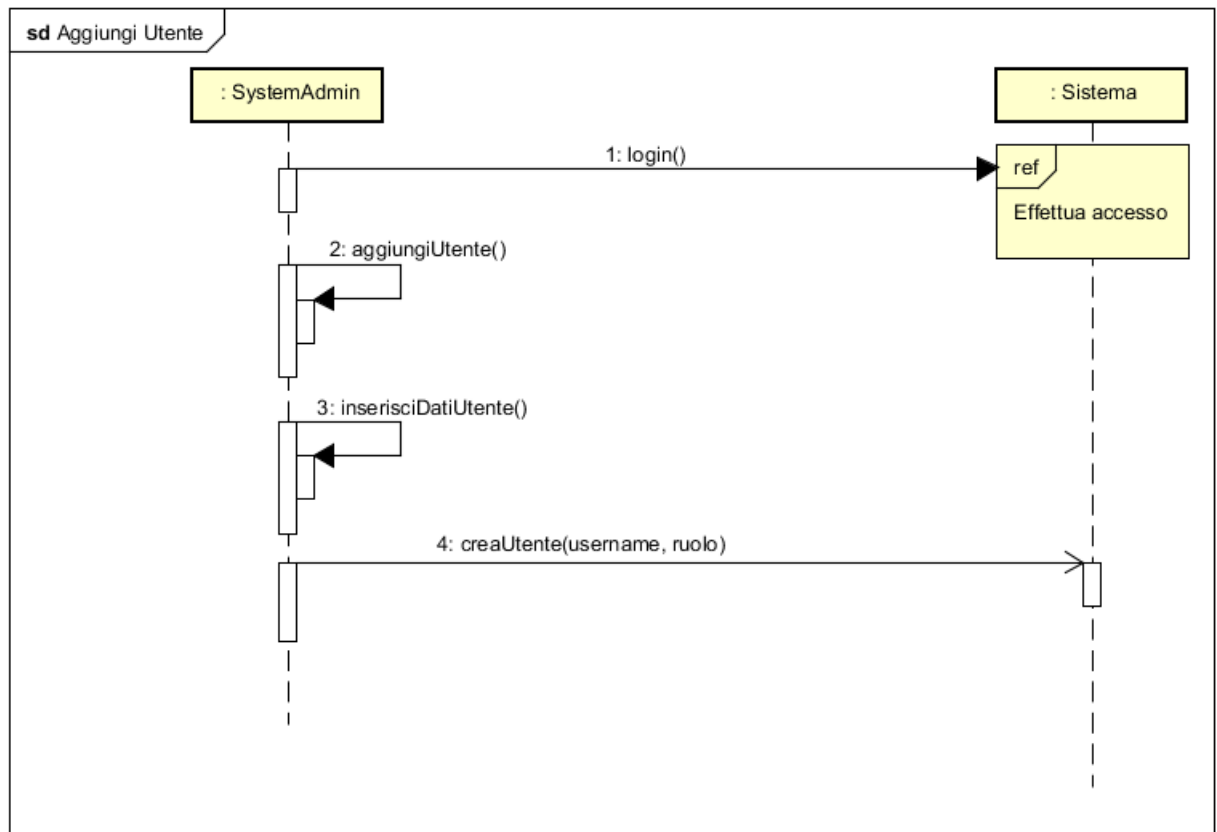 sd Aggiungi Utente
: SystemAdmin
: Sistema
1: login()
ref
Effettua accesso
2: aggiungiUtente()
3: inserisciDatiUtente()
4: creaUtente(username, ruolo)